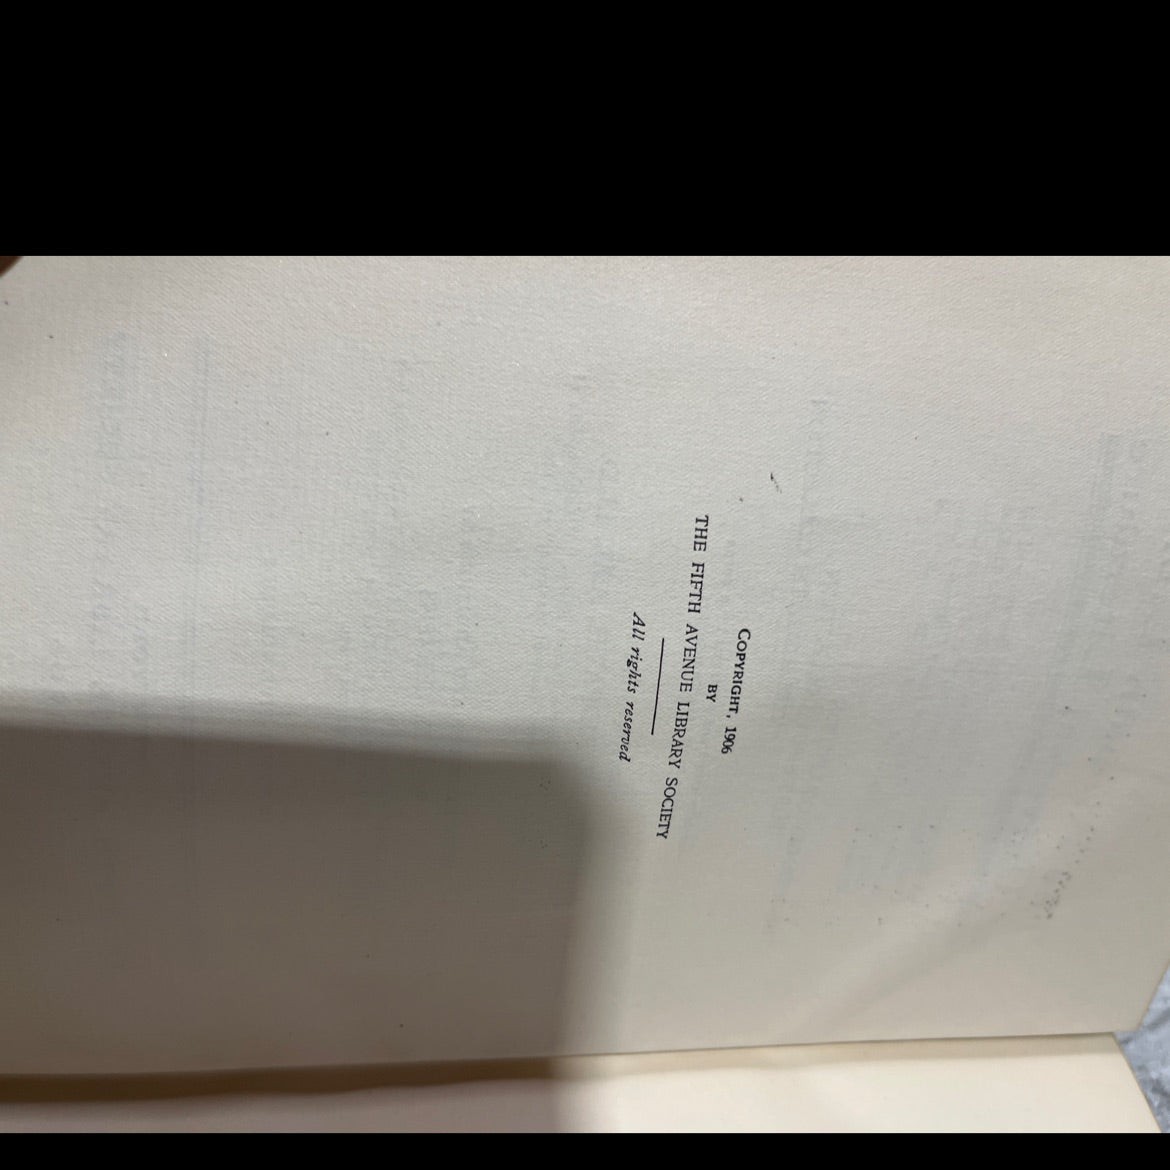 COPYRIGHT, 1906
BY
THE FIFTH AVENUE LIBRARY SOCIETY
All rights reserved